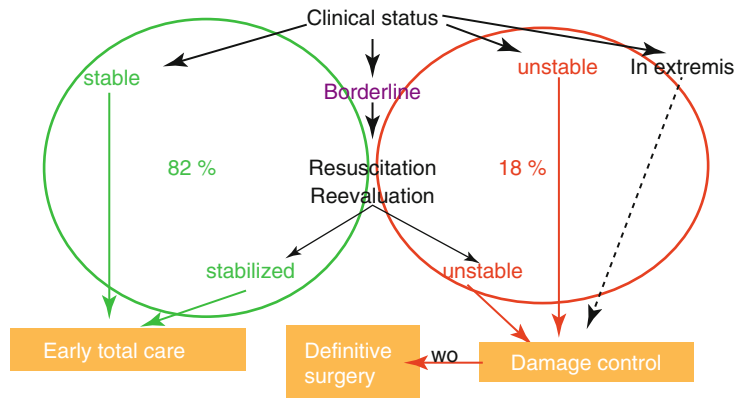 Clinical status
stable
unstable
In extremis
Borderline
82 %
18 %
Resuscitation
Reevaluation
stabilized
unstable
Early total care
Definitive
surgery
wo
Damage control